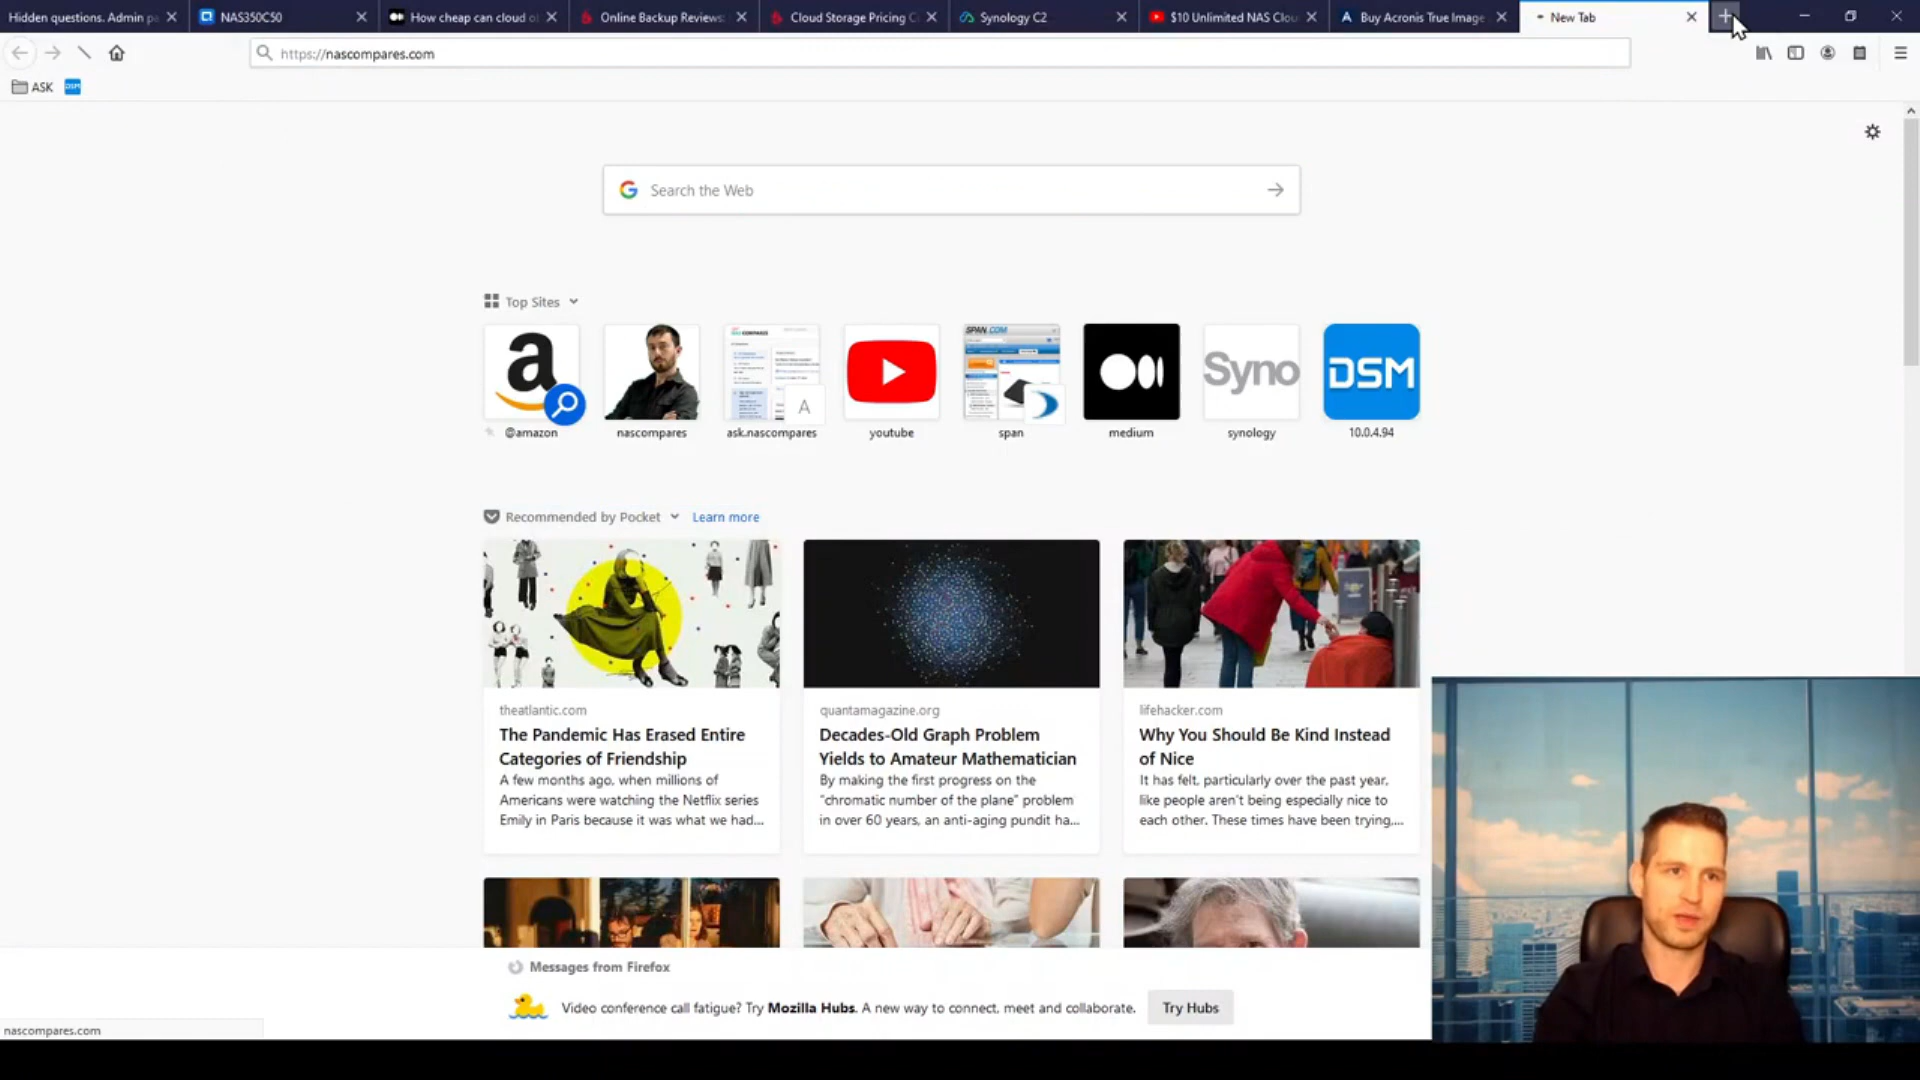 Hidden questions. Admin pa
NAS350C50
How cheap can cloud o
Online Backup Reviews:
Cloud Storage Pricing C
Synology C2
$10 Unlimited NAS Clou
Buy Acronis True Image
New Tab
https://nascompares.com
ASK
DSM
Search the Web
Top Sites
SPAN.COM
Syno
DSM
A
@amazon
nascompares
ask.nascompares
youtube
span
medium
synology
10.0.4.94
Recommended by Pocket
Learn more
theatlantic.com
The Pandemic Has Erased Entire
Categories of Friendship
A few months ago, when millions of
Americans were watching the Netflix series
Emily in Paris because it was what we had...
quantamagazine.org
Decades-Old Graph Problem
Yields to Amateur Mathematician
By making the first progress on the
“chromatic number of the plane” problem
in over 60 years, an anti-aging pundit ha...
lifehacker.com
Why You Should Be Kind Instead
of Nice
It has felt, particularly over the past year,
like people aren't being especially nice to
each other. These times have been trying,...
Messages from Firefox
Video conference call fatigue? Try Mozilla Hubs. A new way to connect, meet and collaborate.
Try Hubs
nascompares.com